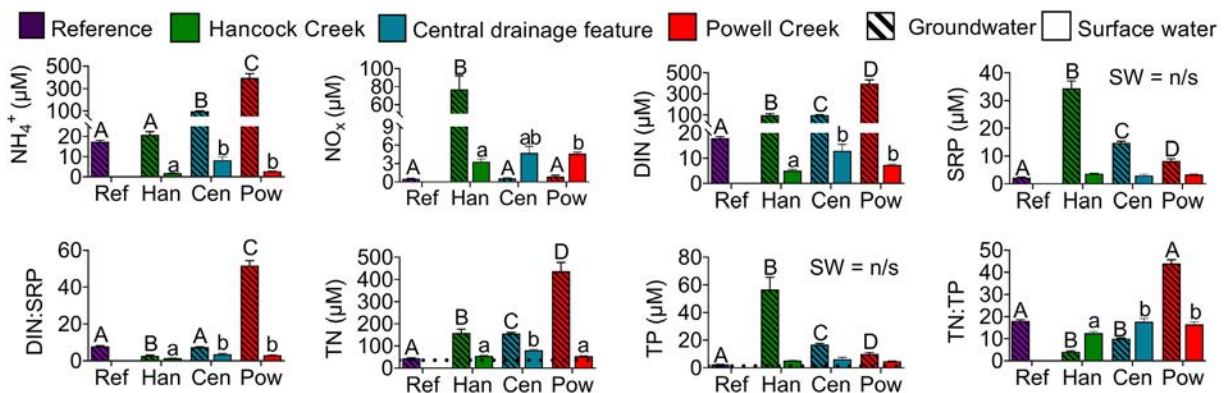 Reference Hancock Creek Central drainage feature Powell Creek Groundwater Surface water
NH₄⁺ (µM)
500
300
100
20
10
0
A
A
B
C
a
b
b
Ref Han Cen Pow
NOₓ (µM)
100
80
60
9
6
3
0
A
B
a
A
ab
A
b
Ref Han Cen Pow
DIN (µM)
500
300
100
20
10
0
A
B
a
C
b
D
c
Ref Han Cen Pow
SRP (µM)
40
30
20
10
0
SW = n/s
A
B
C
D
Ref Han Cen Pow
DIN:SRP
60
40
20
0
A
B
a
A
b
C
b
Ref Han Cen Pow
TN (µM)
500
400
300
200
100
0
A
B
a
C
b
D
a
Ref Han Cen Pow
TP (µM)
80
60
40
20
0
SW = n/s
A
B
C
D
Ref Han Cen Pow
TN:TP
50
40
30
20
10
0
A
B
a
B
b
A
b
Ref Han Cen Pow